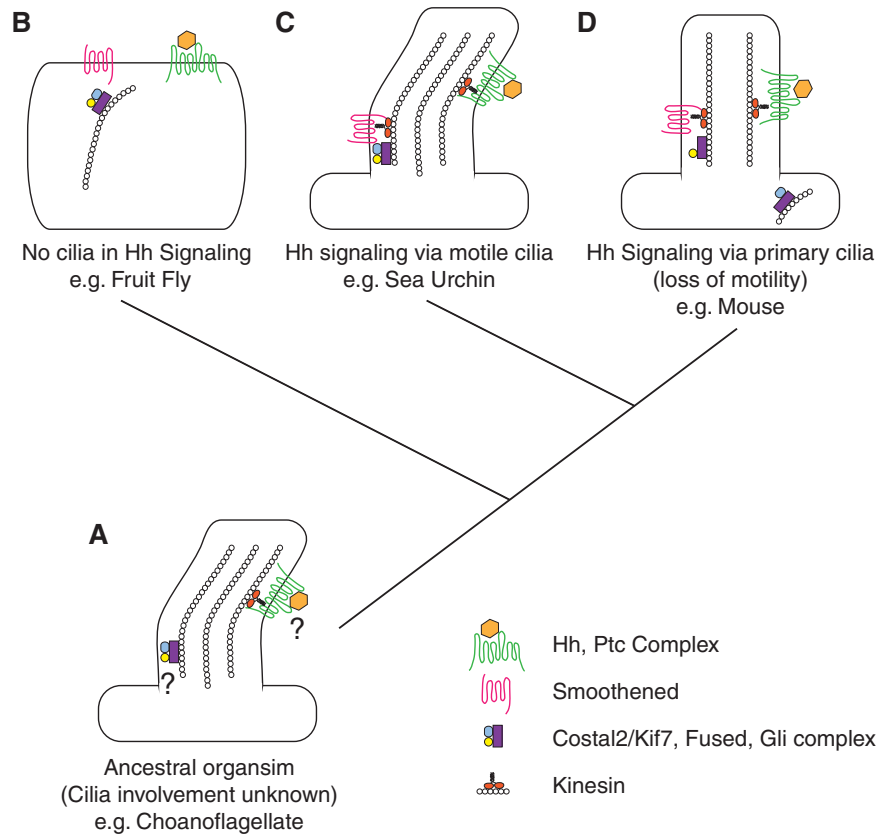 B
C
D
No cilia in Hh Signaling
e.g. Fruit Fly
Hh signaling via motile cilia
e.g. Sea Urchin
Hh Signaling via primary cilia
(loss of motility)
e.g. Mouse
A
?
?
Ancestral organsim
(Cilia involvement unknown)
e.g. Choanoflagellate
Hh, Ptc Complex
Smoothened
Costal2/Kif7, Fused, Gli complex
Kinesin